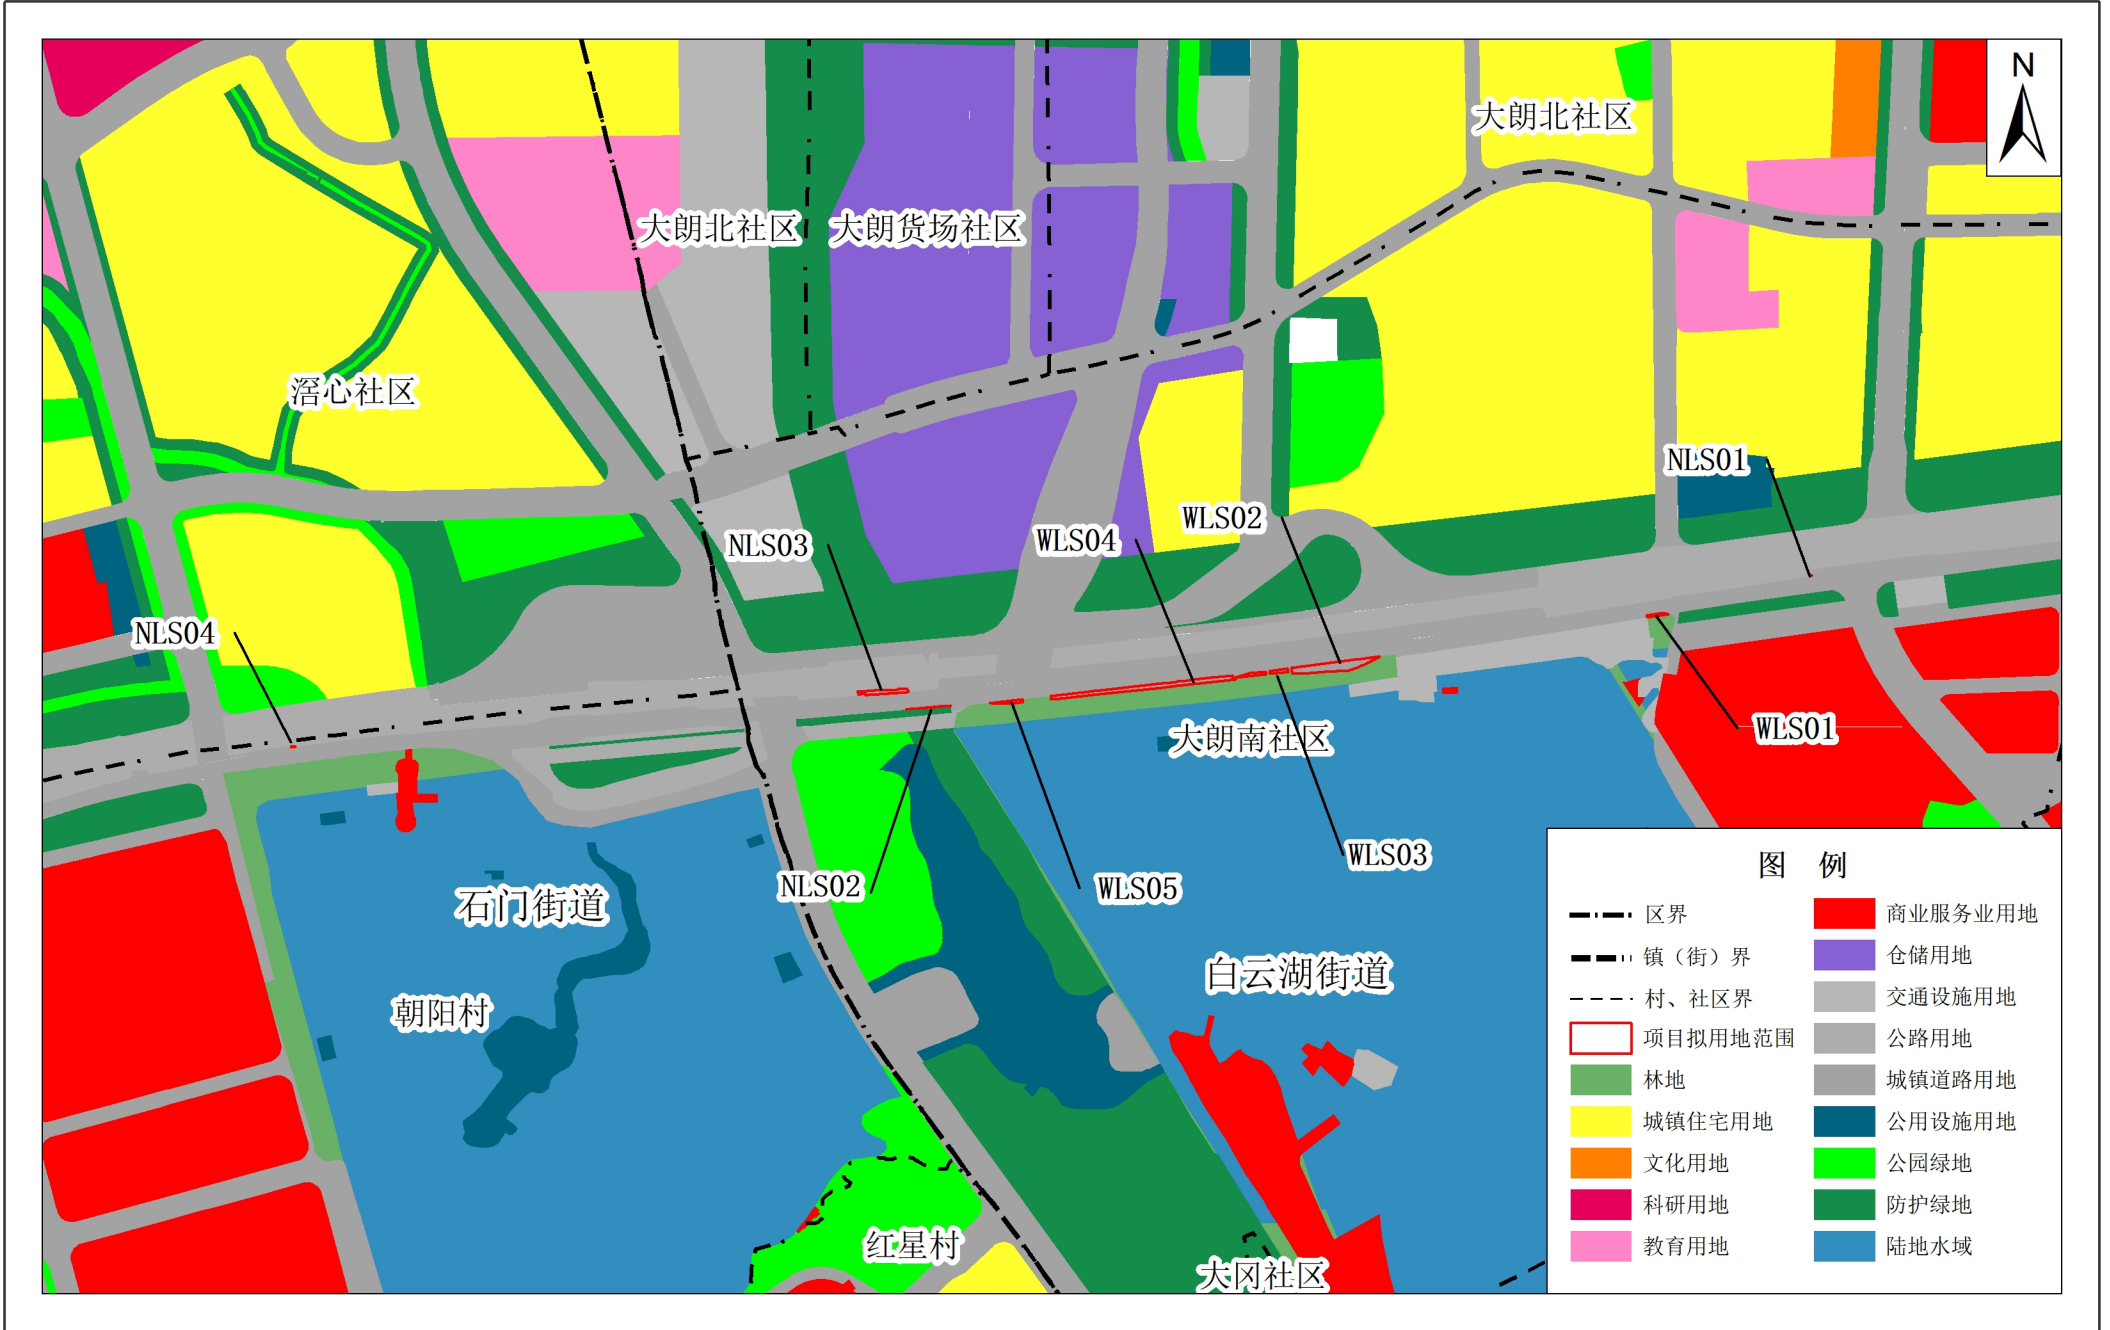 N
大朗北社区
大朗北社区
大朗货场社区
滘心社区
NLS01
WLS02
WLS04
NLS03
NLS04
WLS01
大朗南社区
WLS03
NLS02
WLS05
石门街道
白云湖街道
朝阳村
红星村
大冈社区
图 例
区界
镇（街）界
村、社区界
项目拟用地范围
林地
城镇住宅用地
文化用地
科研用地
教育用地
商业服务业用地
仓储用地
交通设施用地
公路用地
城镇道路用地
公用设施用地
公园绿地
防护绿地
陆地水域